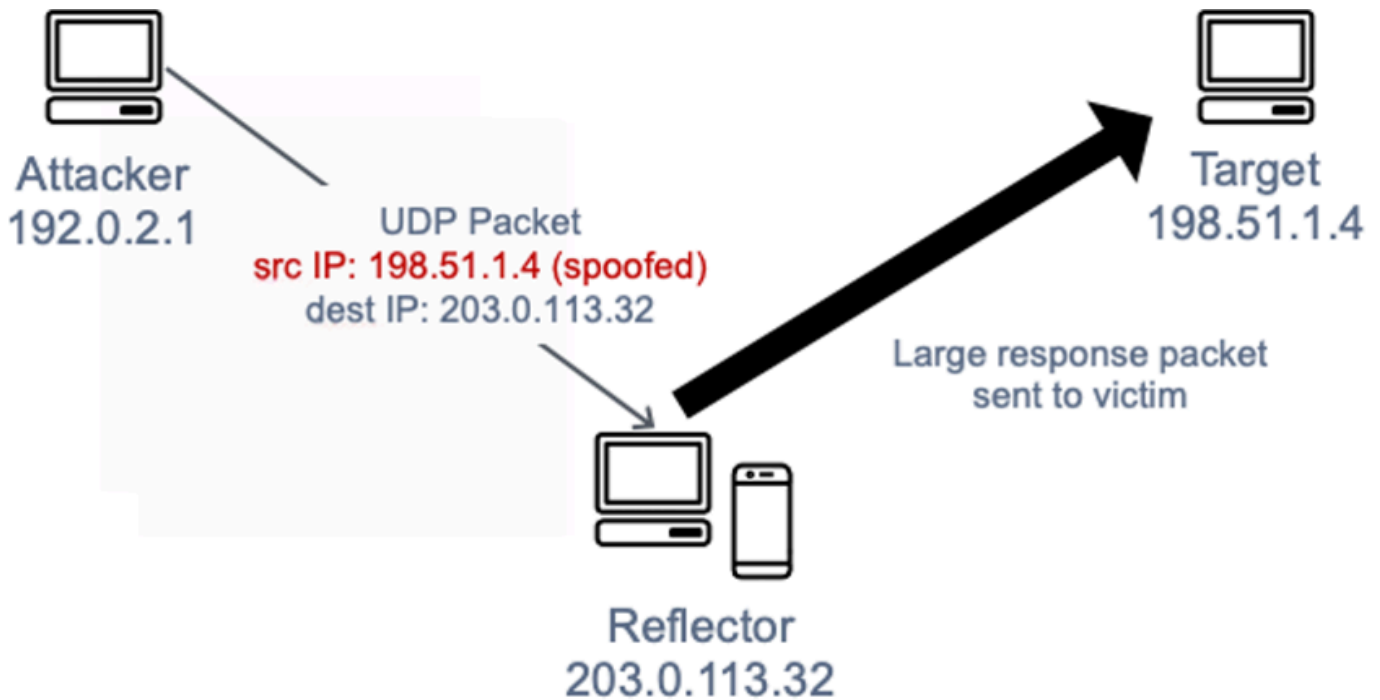 Attacker
192.0.2.1
UDP Packet
src IP: 198.51.1.4 (spoofed)
dest IP: 203.0.113.32
Target
198.51.1.4
Large response packet
sent to victim
Reflector
203.0.113.32